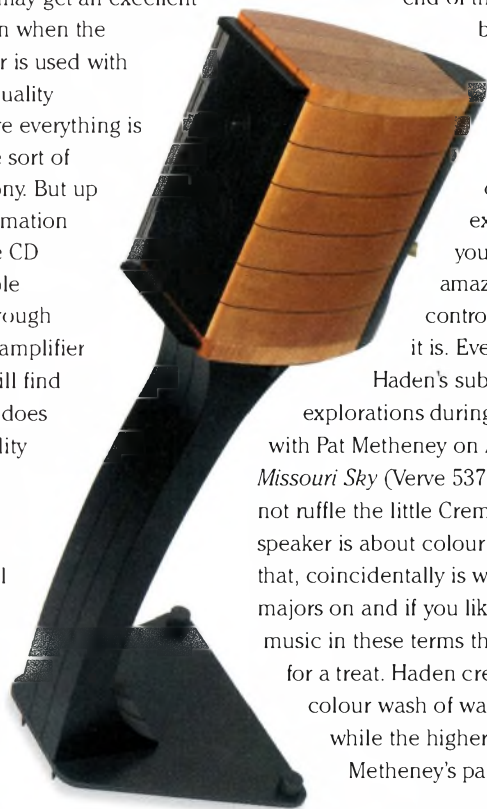 may get an excellent
n when the
r is used with
uality
e everything is
e sort of
ony. But up
mation
e CD
ole
ough
amplifier
ill find
does
lity
l
end of th
b
ex
you
amaz
contro
it is. Eve
Haden's sub
explorations during
with Pat Metheney on
Missouri Sky (Verve 537
not ruffle the little Crem
speaker is about colour
that, coincidentally is w
majors on and if you lik
music in these terms th
for a treat. Haden cre
colour wash of wa
while the higher
Metheney's pa